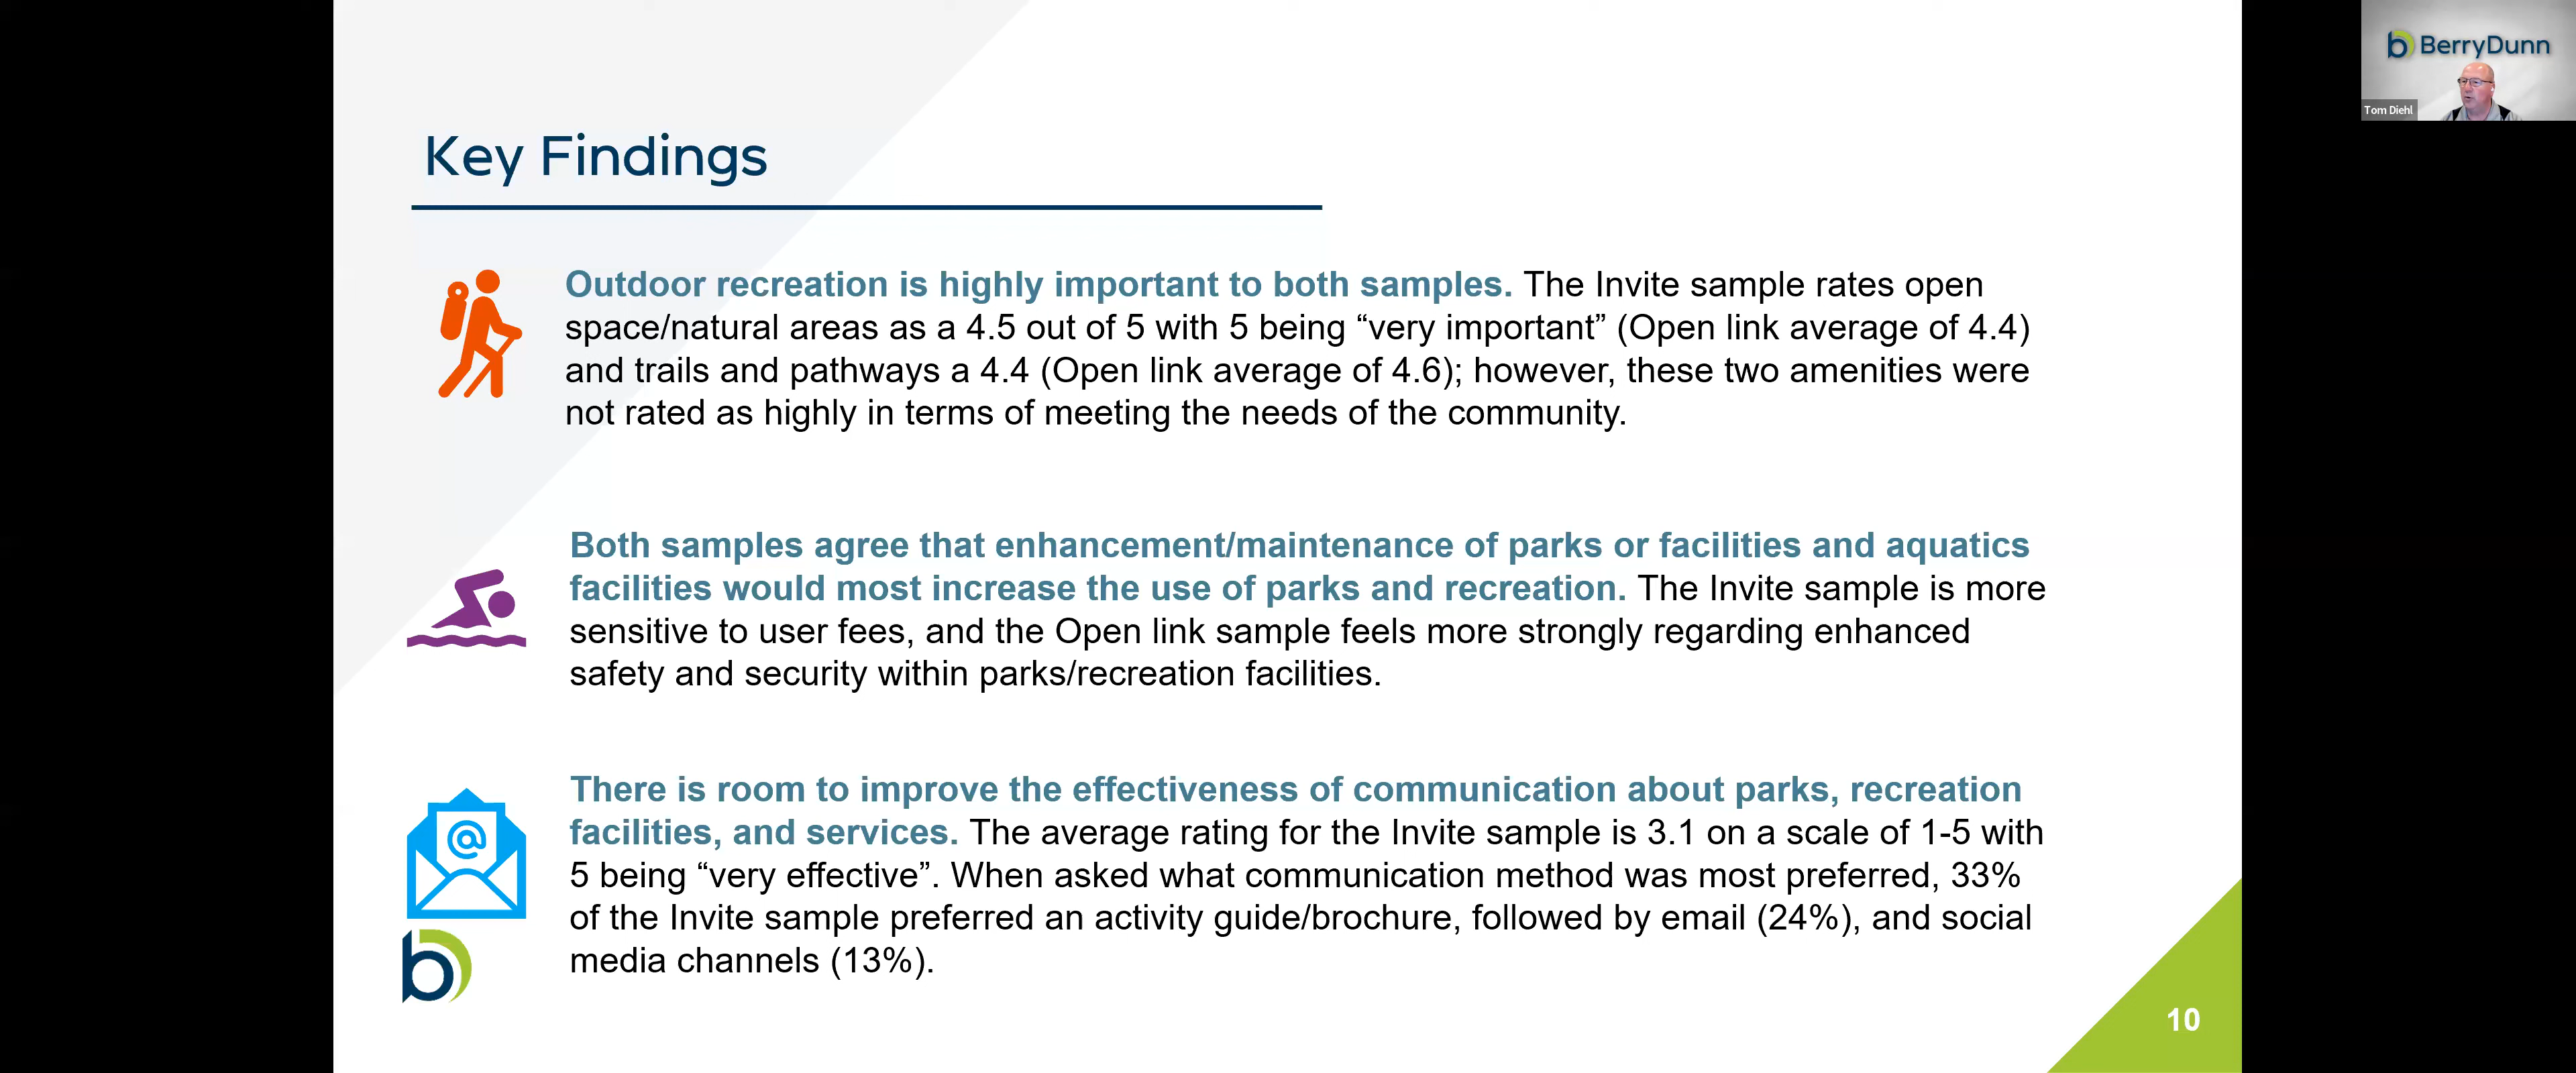 BerryDunn
Tom Diehl
Key Findings
Outdoor recreation is highly important to both samples. The Invite sample rates open
space/natural areas as a 4.5 out of 5 with 5 being “very important” (Open link average of 4.4)
and trails and pathways a 4.4 (Open link average of 4.6); however, these two amenities were
not rated as highly in terms of meeting the needs of the community.
Both samples agree that enhancement/maintenance of parks or facilities and aquatics
facilities would most increase the use of parks and recreation. The Invite sample is more
sensitive to user fees, and the Open link sample feels more strongly regarding enhanced
safety and security within parks/recreation facilities.
There is room to improve the effectiveness of communication about parks, recreation
facilities, and services. The average rating for the Invite sample is 3.1 on a scale of 1-5 with
5 being “very effective”. When asked what communication method was most preferred, 33%
of the Invite sample preferred an activity guide/brochure, followed by email (24%), and social
media channels (13%).
10